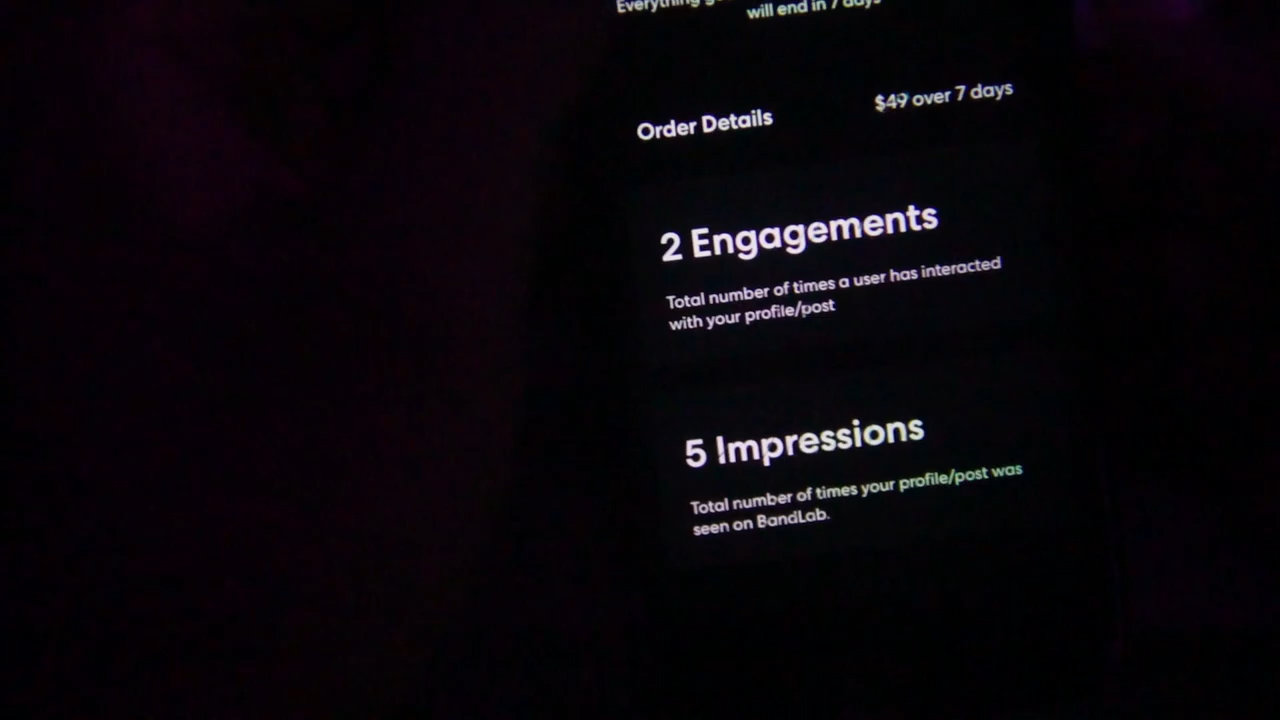 Everything
will end in 7 days
Order Details
$49 over 7 days
2 Engagements
Total number of times a user has interacted
with your profile/post
5 Impressions
Total number of times your profile/post was
seen on BandLab.